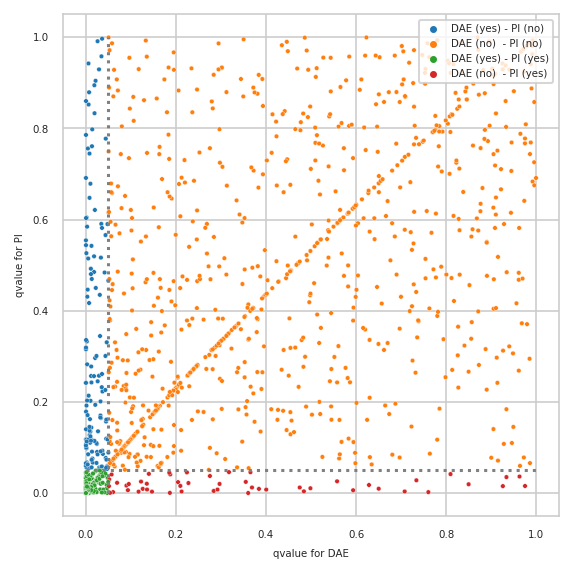 DAE (yes) - PI (no)
DAE (no)  - PI (no)
DAE (yes) - PI (yes)
DAE (no)  - PI (yes)
1.0
0.8
0.6
0.4
0.2
0.0
qvalue for PI
0.0 0.2 0.4 0.6 0.8 1.0
qvalue for DAE